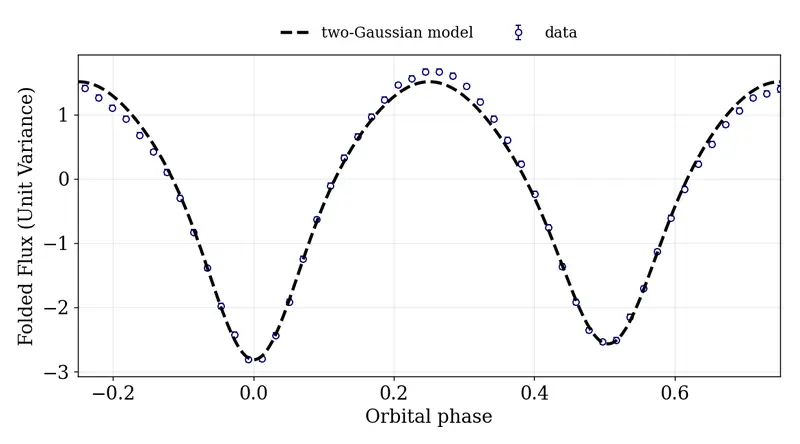 two-Gaussian model
data
Folded Flux (Unit Variance)
1
0
−1
−2
−3
−0.2
0.0
0.2
0.4
0.6
Orbital phase